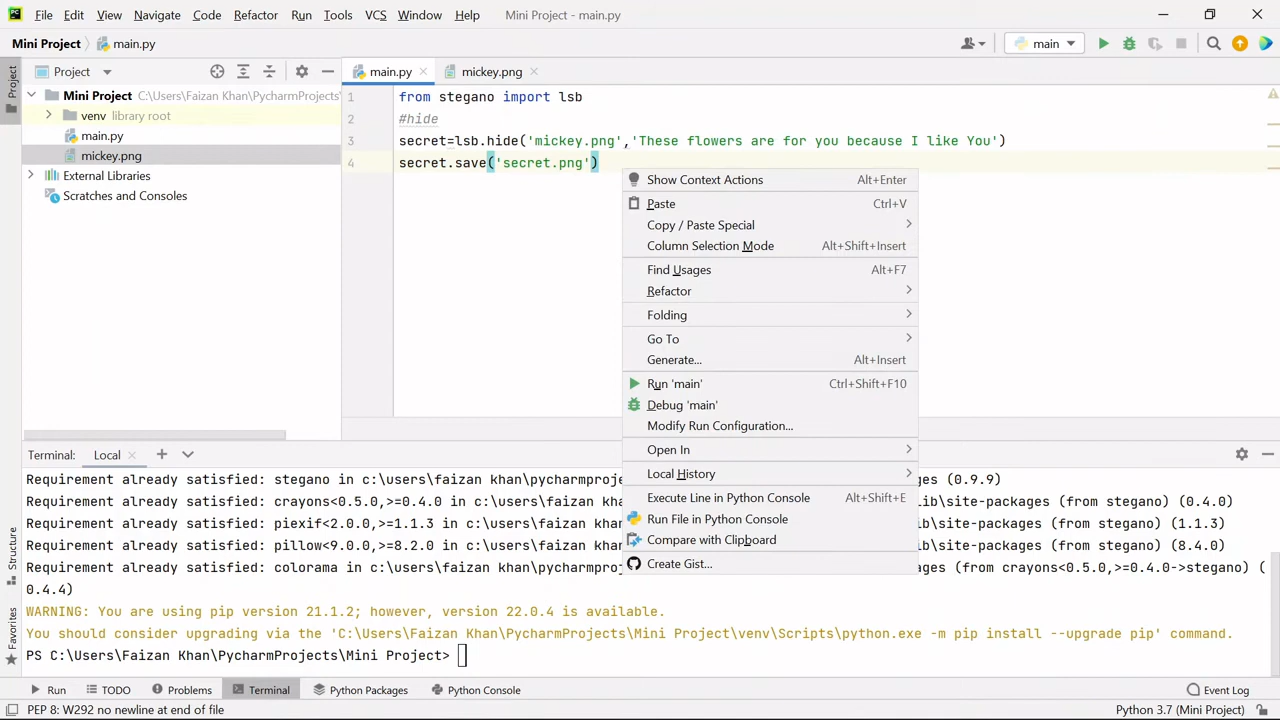 PC File Edit View Navigate Code Refactor Run Tools VCS Window Help Mini Project - main.py
Mini Project main.py main
Project Project main.py mickey.png
Mini Project C:\Users\Faizan Khan\PycharmProjects\
venv library root
main.py
mickey.png
External Libraries
Scratches and Consoles
1 from stegano import lsb
2 #hide
3 secret=lsb.hide('mickey.png','These flowers are for you because I like You')
4 secret.save('secret.png')
Show Context Actions Alt+Enter
Paste Ctrl+V
Copy / Paste Special
Column Selection Mode Alt+Shift+Insert
Find Usages Alt+F7
Refactor
Folding
Go To
Generate... Alt+Insert
Run 'main' Ctrl+Shift+F10
Debug 'main'
Modify Run Configuration...
Open In
Local History
Execute Line in Python Console Alt+Shift+E
Run File in Python Console
Compare with Clipboard
Create Gist...
Terminal: Local
Requirement already satisfied: stegano in c:\users\faizan khan\pycharmproje ages (0.9.9)
Requirement already satisfied: crayons<0.5.0,>=0.4.0 in c:\users\faizan kha ib\site-packages (from stegano) (0.4.0)
Requirement already satisfied: piexif<2.0.0,>=1.1.3 in c:\users\faizan khan lib\site-packages (from stegano) (1.1.3)
Requirement already satisfied: pillow<9.0.0,>=8.2.0 in c:\users\faizan khan lib\site-packages (from stegano) (8.4.0)
Requirement already satisfied: colorama in c:\users\faizan khan\pycharmproj ages (from crayons<0.5.0,>=0.4.0->stegano) (
0.4.4)
WARNING: You are using pip version 21.1.2; however, version 22.0.4 is available.
You should consider upgrading via the 'C:\Users\Faizan Khan\PycharmProjects\Mini Project\venv\Scripts\python.exe -m pip install --upgrade pip' command.
PS C:\Users\Faizan Khan\PycharmProjects\Mini Project>
Structure
Favorites
Run TODO Problems Terminal Python Packages Python Console Event Log
PEP 8: W292 no newline at end of file Python 3.7 (Mini Project)